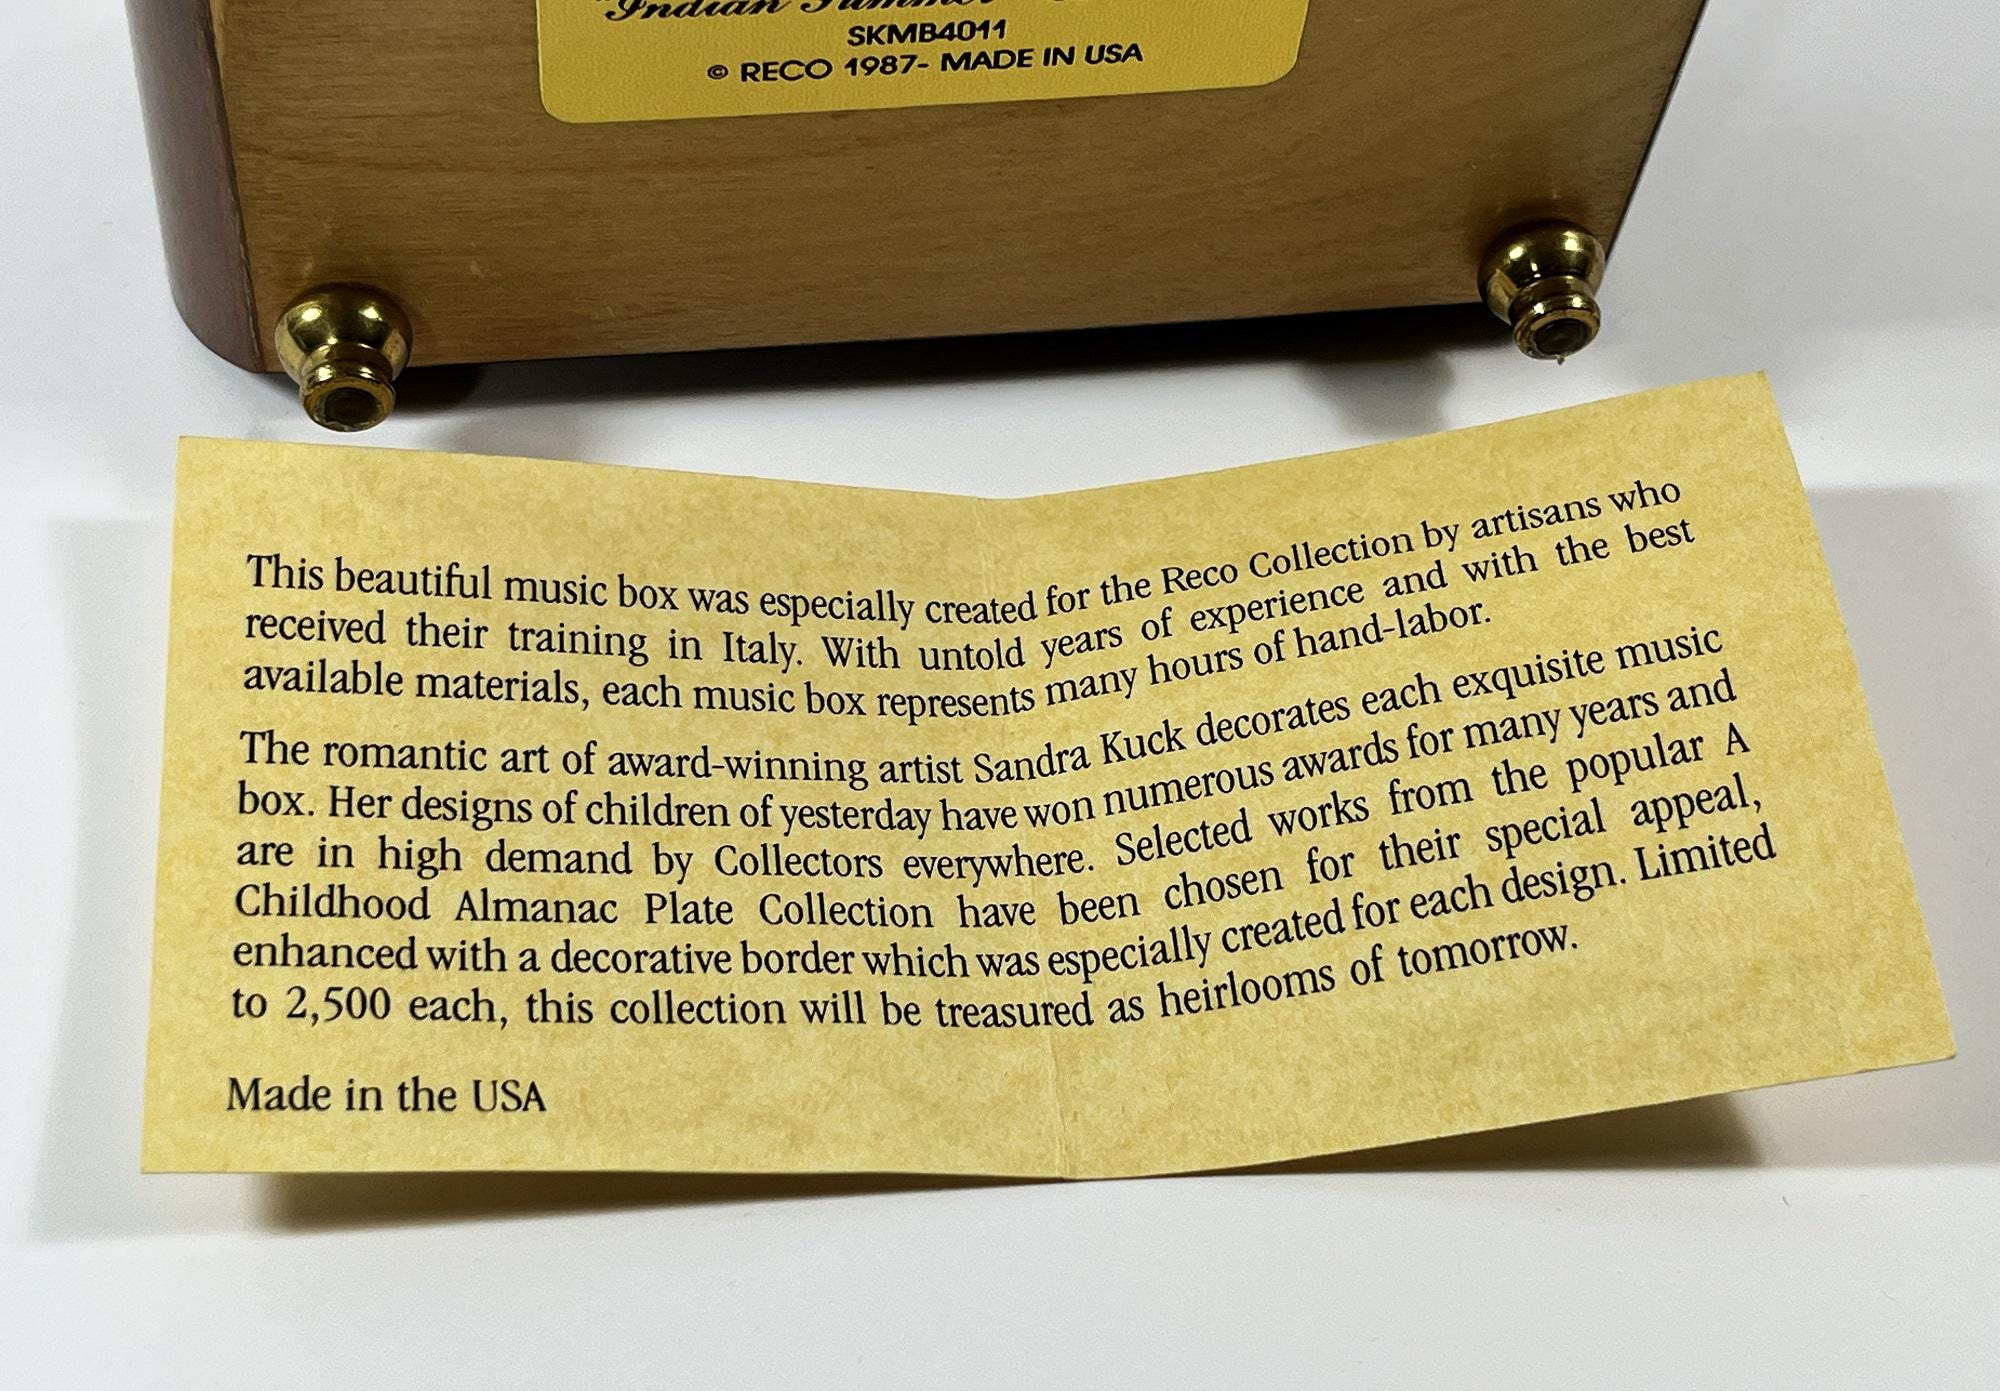 "Indian Summer"
SKMB4011
© RECO 1987- MADE IN USA
This beautiful music box was especially created for the Reco Collection by artisans who
received their training in Italy. With untold years of experience and with the best
available materials, each music box represents many hours of hand-labor.
The romantic art of award-winning artist Sandra Kuck decorates each exquisite music
box. Her designs of children of yesterday have won numerous awards for many years and
are in high demand by Collectors everywhere. Selected works from the popular A
Childhood Almanac Plate Collection have been chosen for their special appeal,
enhanced with a decorative border which was especially created for each design. Limited
to 2,500 each, this collection will be treasured as heirlooms of tomorrow.
Made in the USA